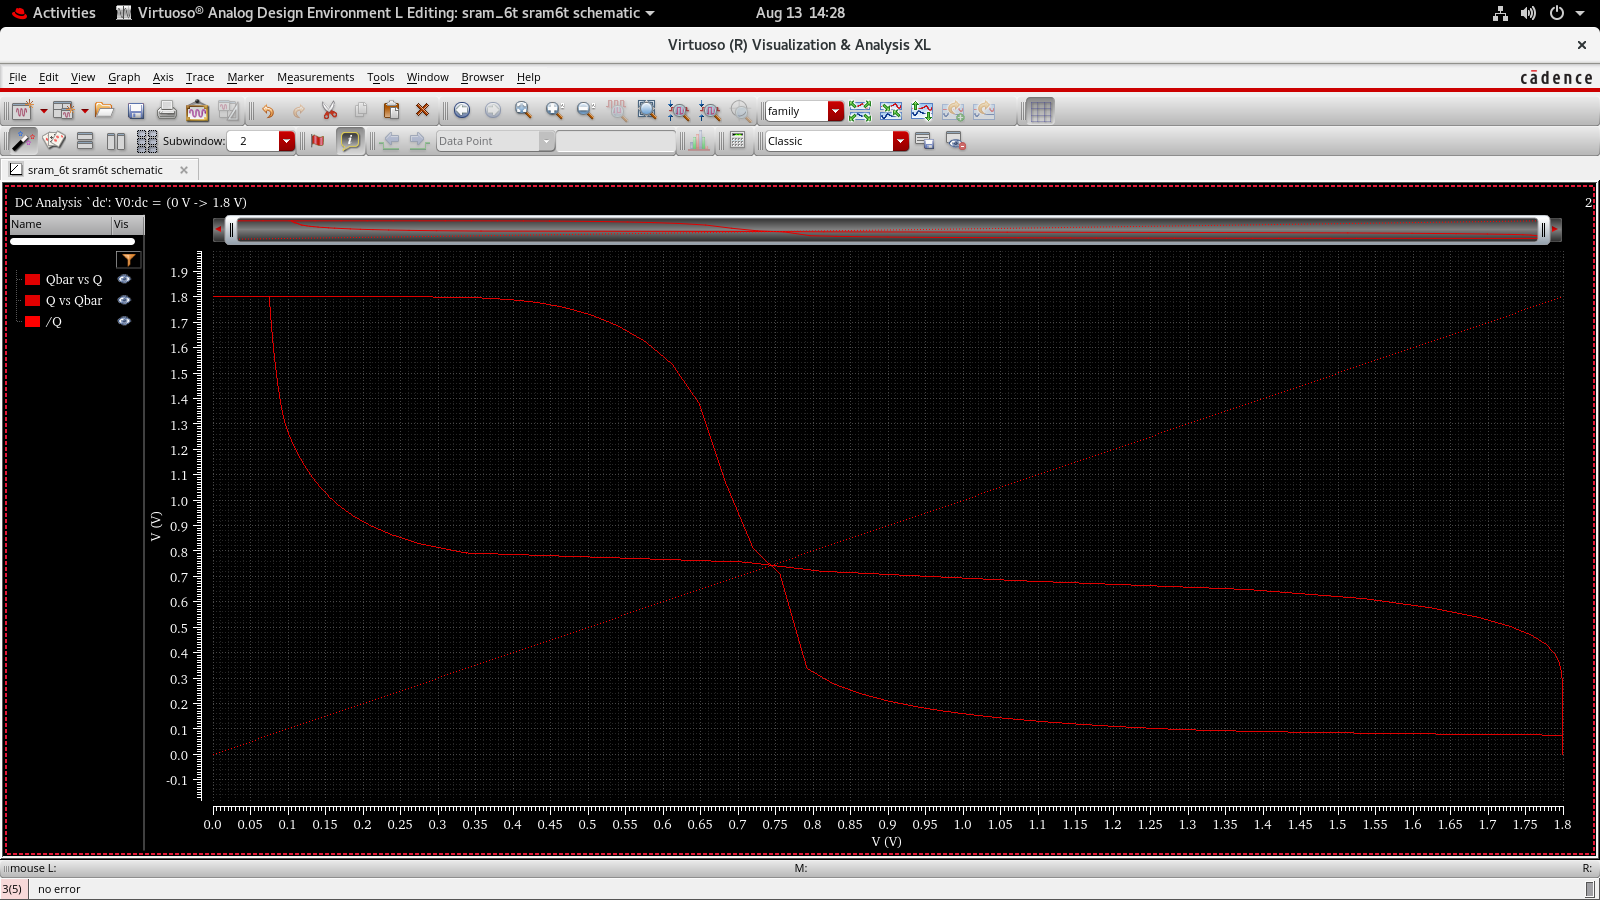 Activities Virtuoso® Analog Design Environment L Editing: sram_6t sram6t schematic Aug 13 14:28
Virtuoso (R) Visualization & Analysis XL
File Edit View Graph Axis Trace Marker Measurements Tools Window Browser Help cādence
family
Subwindow: 2 Data Point Classic
sram_6t sram6t schematic
DC Analysis `dc': V0:dc = (0 V -> 1.8 V) 2
Name Vis
Qbar vs Q
Q vs Qbar
/Q
1.9
1.8
1.7
1.6
1.5
1.4
1.3
1.2
1.1
1.0
0.9
0.8
0.7
0.6
0.5
0.4
0.3
0.2
0.1
0.0
-0.1
V (V)
0.0 0.05 0.1 0.15 0.2 0.25 0.3 0.35 0.4 0.45 0.5 0.55 0.6 0.65 0.7 0.75 0.8 0.85 0.9 0.95 1.0 1.05 1.1 1.15 1.2 1.25 1.3 1.35 1.4 1.45 1.5 1.55 1.6 1.65 1.7 1.75 1.8
V (V)
mouse L: M: R:
3(5) no error